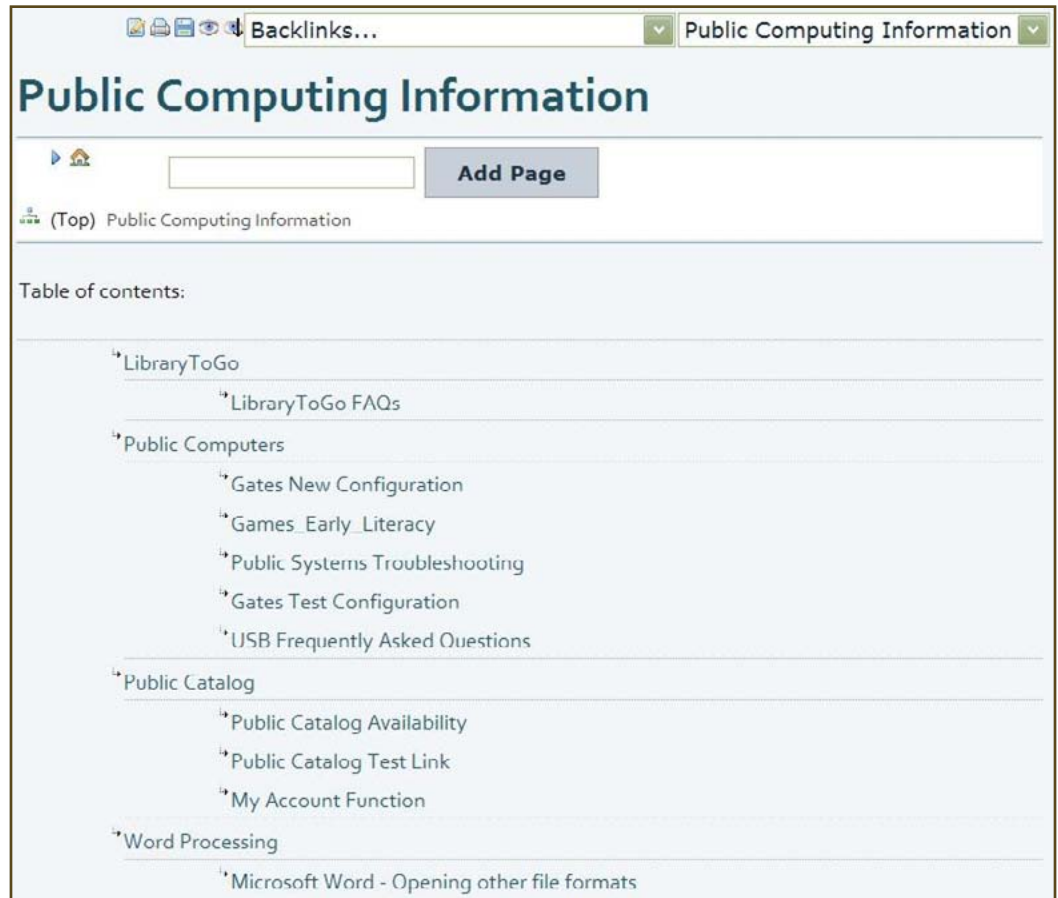 Backlinks... Public Computing Information
Public Computing Information
Add Page
(Top) Public Computing Information
Table of contents:
LibraryToGo
LibraryToGo FAQs
Public Computers
Gates New Configuration
Games_Early_Literacy
Public Systems Troubleshooting
Gates Test Configuration
USB Frequently Asked Questions
Public Catalog
Public Catalog Availability
Public Catalog Test Link
My Account Function
Word Processing
Microsoft Word - Opening other file formats